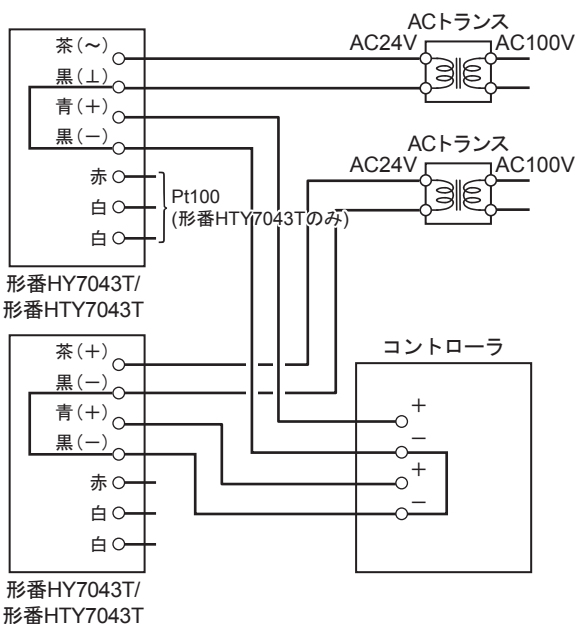 ACトランス
AC24V
AC100V
茶(~)
黒(⊥)
青(+)
黒(−)
赤
白
白
Pt100
(形番HTY7043Tのみ)
形番HY7043T/
形番HTY7043T
ACトランス
AC24V
AC100V
茶(+)
黒(−)
青(+)
黒(−)
赤
白
白
形番HY7043T/
形番HTY7043T
コントローラ
+
−
+
−